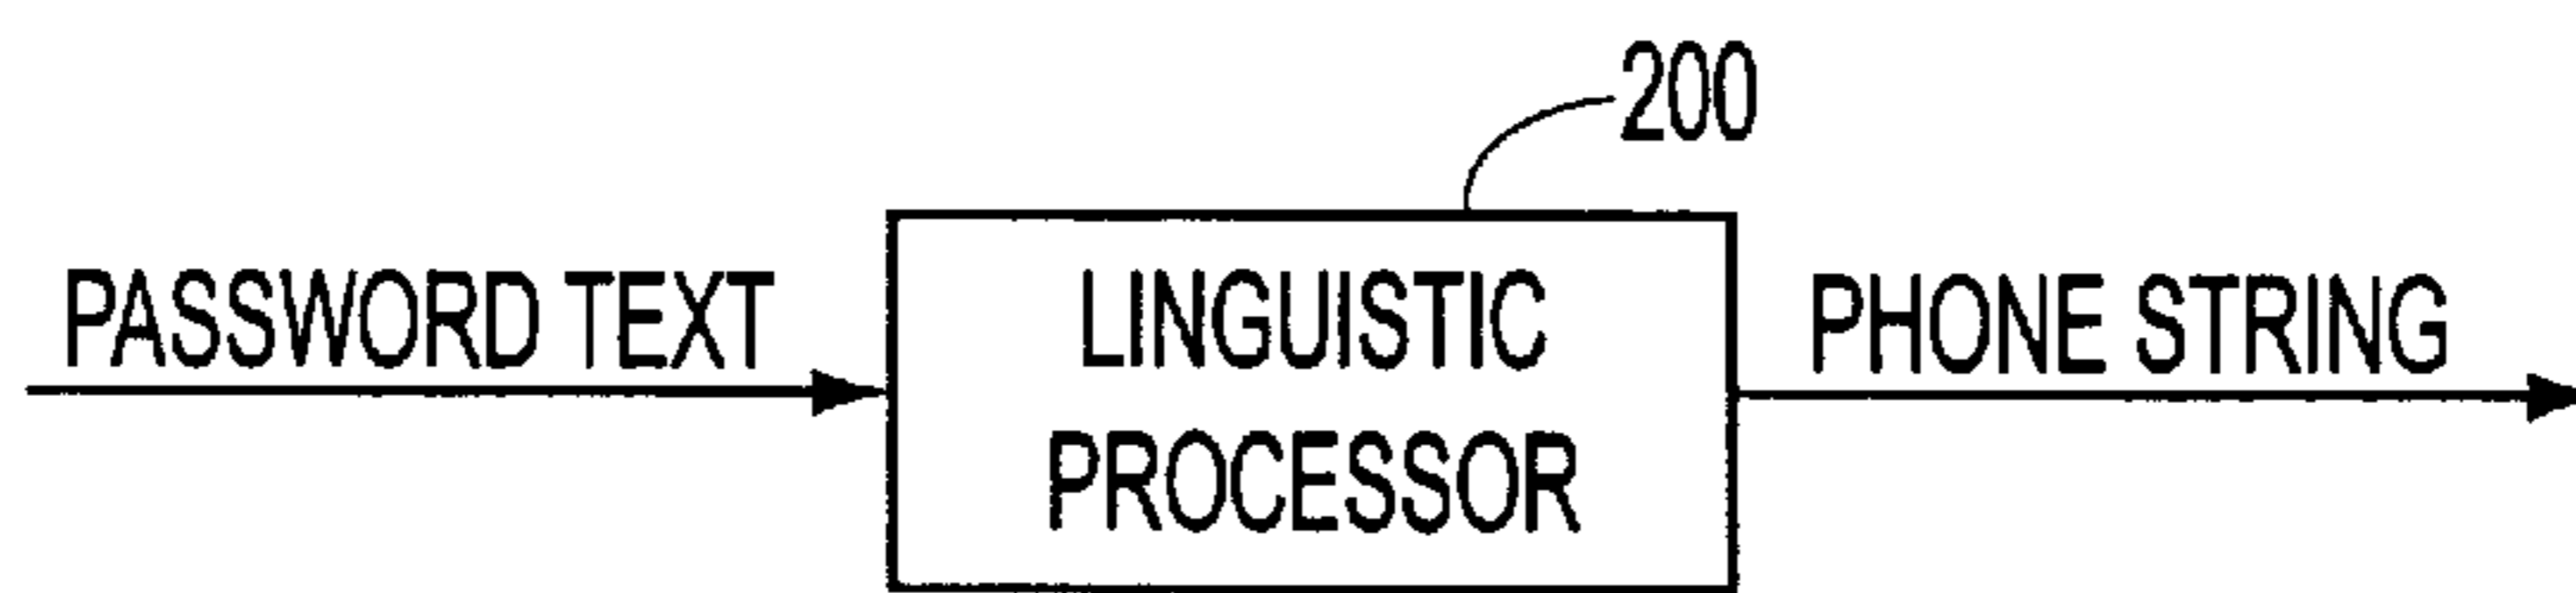 200
PASSWORD TEXT
LINGUISTIC
PROCESSOR
PHONE STRING